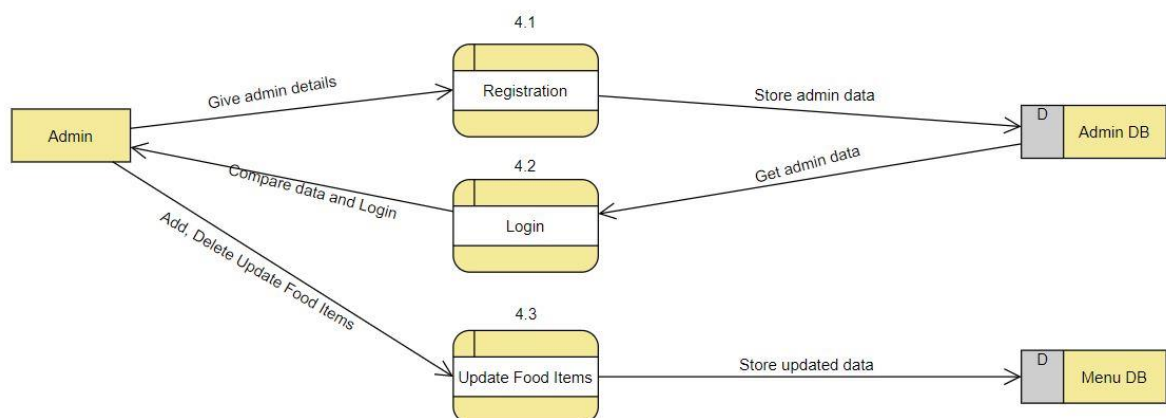 4.1
Registration
Give admin details
Store admin data
Admin
D
Admin DB
4.2
Get admin data
Compare data and Login
Login
Add, Delete Update Food Items
4.3
Update Food Items
Store updated data
D
Menu DB